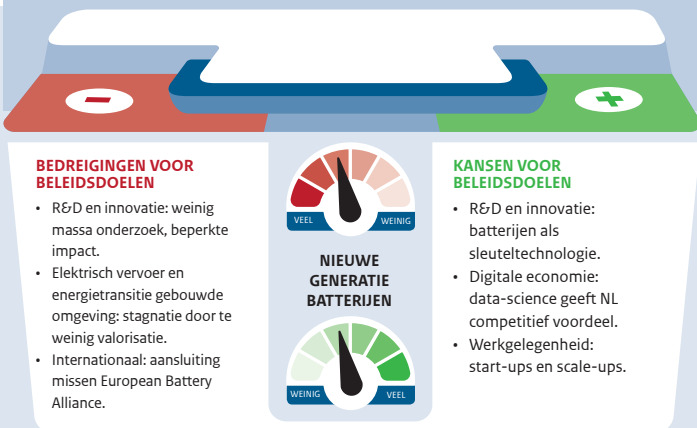 BEDREIGINGEN VOOR
BELEIDSDOELEN
• R&D en innovatie: weinig
massa onderzoek, beperkte
impact.
• Elektrisch vervoer en
energietransitie gebouwde
omgeving: stagnatie door te
weinig valorisatie.
• Internationaal: aansluiting
missen European Battery
Alliance.
VEEL
WEINIG
NIEUWE
GENERATIE
BATTERIJEN
WEINIG
VEEL
KANSEN VOOR
BELEIDSDOELEN
• R&D en innovatie:
batterijen als
sleuteltechnologie.
• Digitale economie:
data-science geeft NL
competitief voordeel.
• Werkgelegenheid:
start-ups en scale-ups.